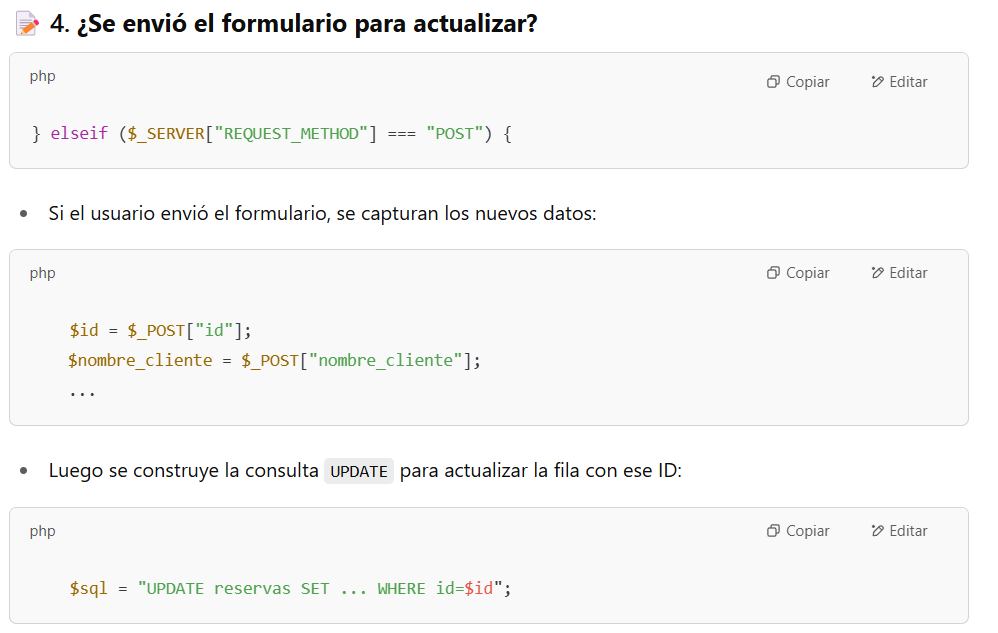 📝 4. ¿Se envió el formulario para actualizar?
php
Copiar
Editar
} elseif ($_SERVER["REQUEST_METHOD"] === "POST") {
• Si el usuario envió el formulario, se capturan los nuevos datos:
php
Copiar
Editar
$id = $_POST["id"];
$nombre_cliente = $_POST["nombre_cliente"];
...
• Luego se construye la consulta UPDATE para actualizar la fila con ese ID:
php
Copiar
Editar
$sql = "UPDATE reservas SET ... WHERE id=$id";